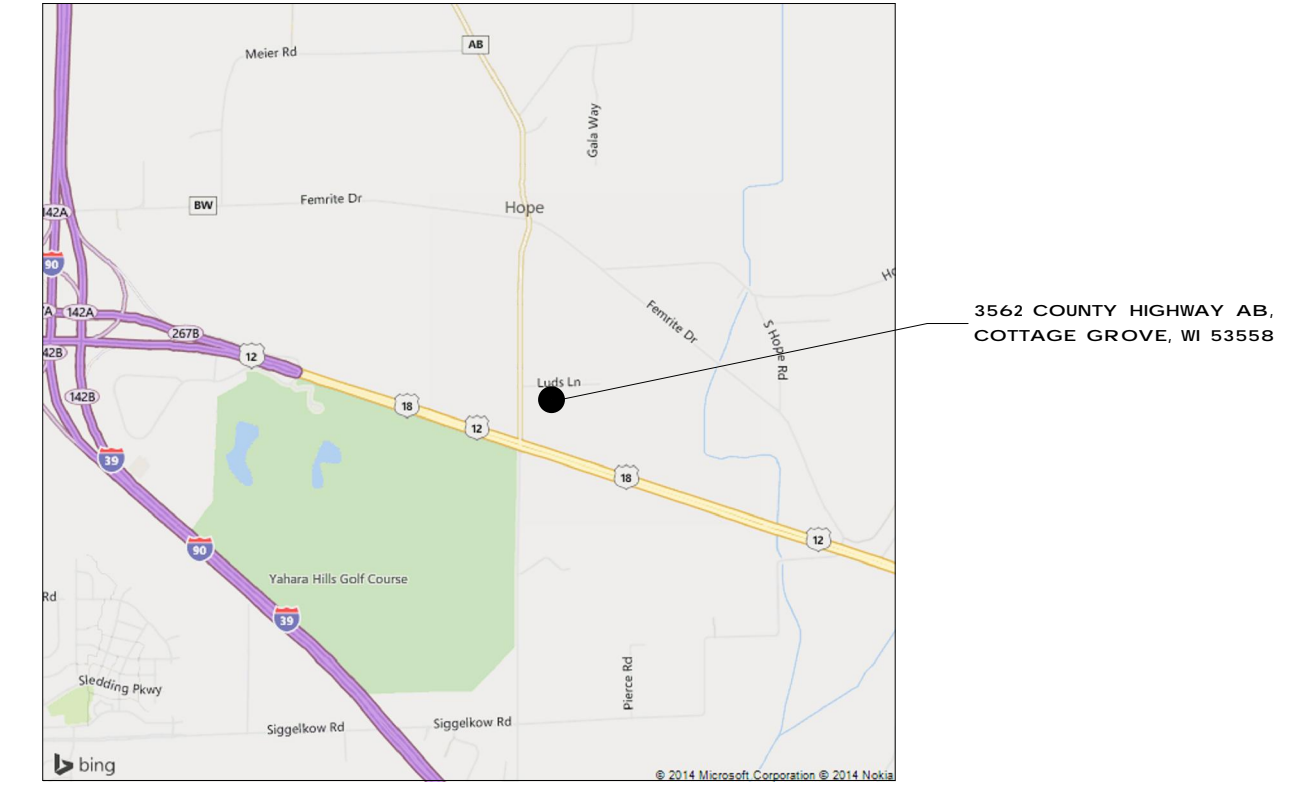 Meier Rd
AB
Gala Way
BW
Femrite Dr
Hope
142A
90
Ho
A
142A
267B
42B
12
Femrite Dr
S Hope Rd
3562 COUNTY HIGHWAY AB,
COTTAGE GROVE, WI 53558
Luds Ln
142B
18
12
39
18
12
90
Yahara Hills Golf Course
Rd
39
Sledding Pkwy
Pierce Rd
Siggelkow Rd
Siggelkow Rd
bing
© 2014 Microsoft Corporation © 2014 Nokia